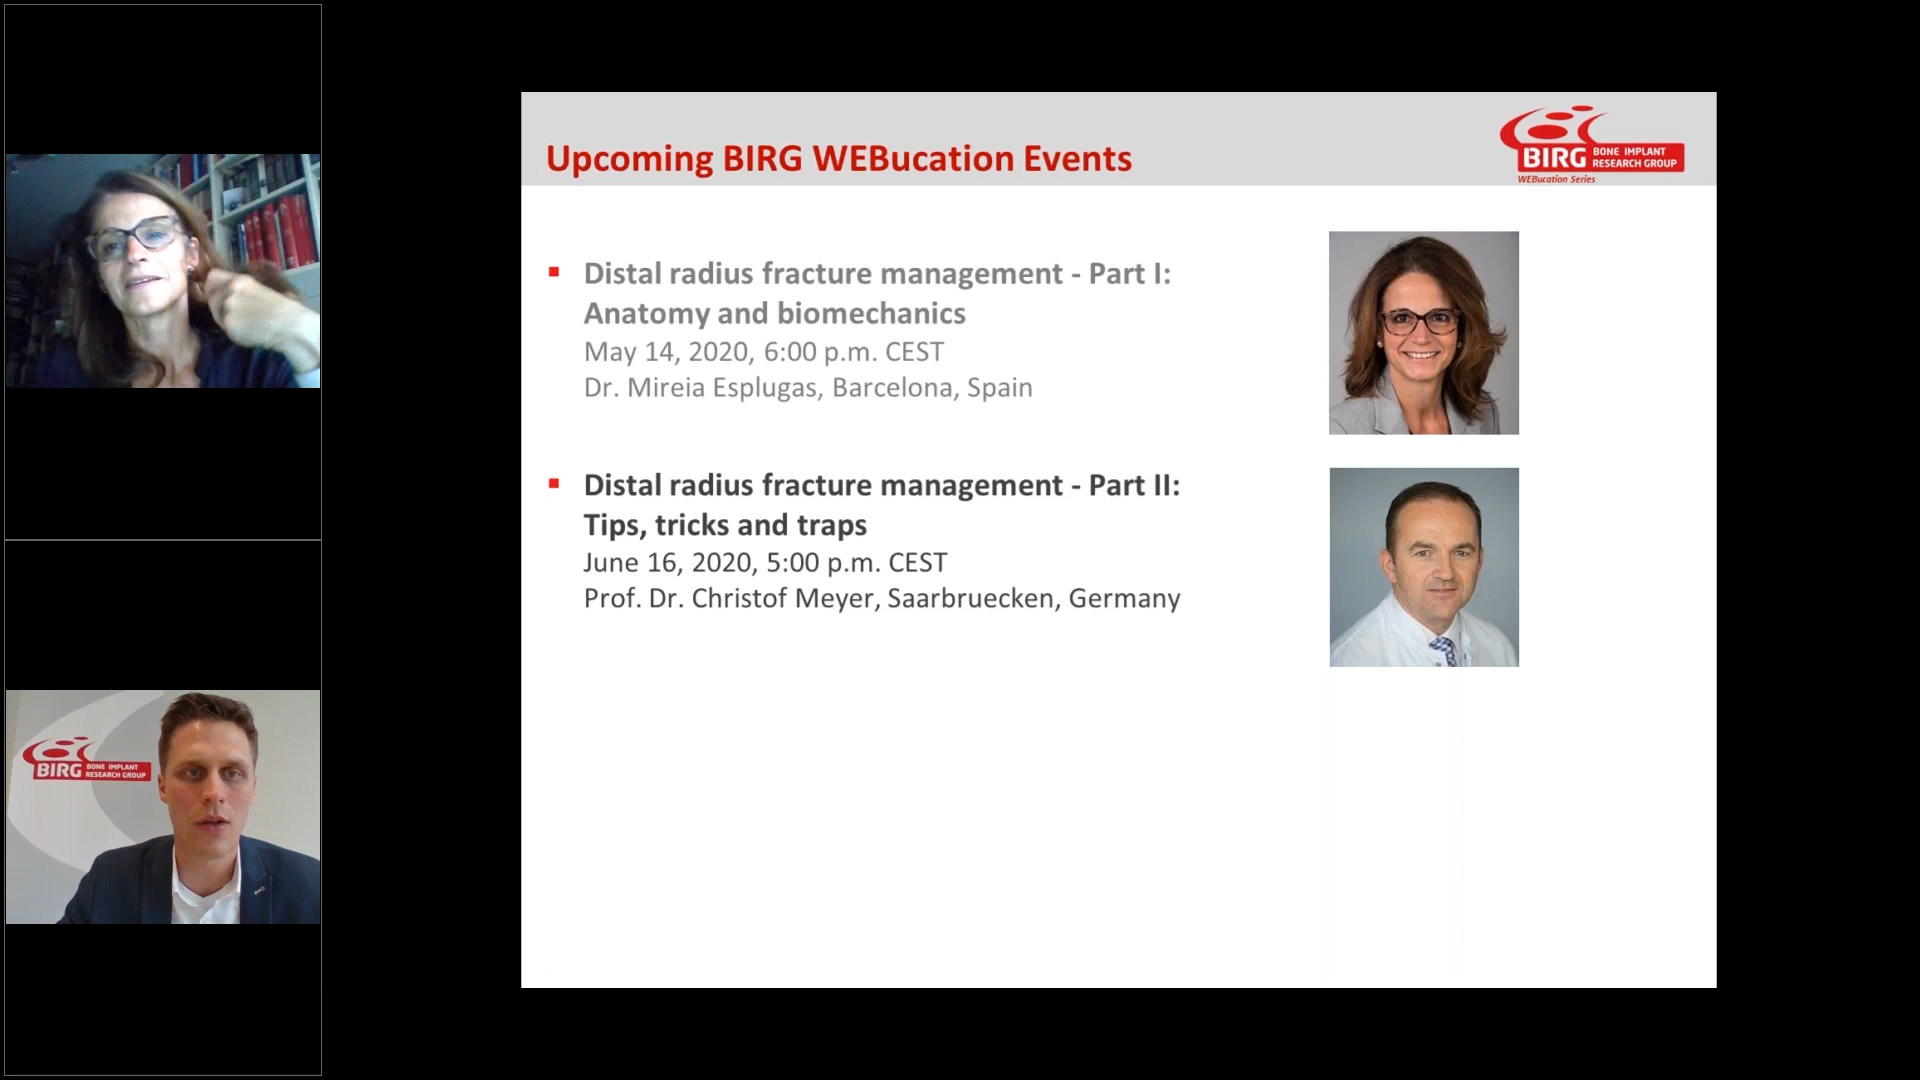 Upcoming BIRG WEBucation Events
BIRG BONE IMPLANT
RESEARCH GROUP
WEBucation Series
Distal radius fracture management - Part I:
Anatomy and biomechanics
May 14, 2020, 6:00 p.m. CEST
Dr. Mireia Esplugas, Barcelona, Spain
Distal radius fracture management - Part II:
Tips, tricks and traps
June 16, 2020, 5:00 p.m. CEST
Prof. Dr. Christof Meyer, Saarbruecken, Germany
BIRG BONE IMPLANT
RESEARCH GROUP